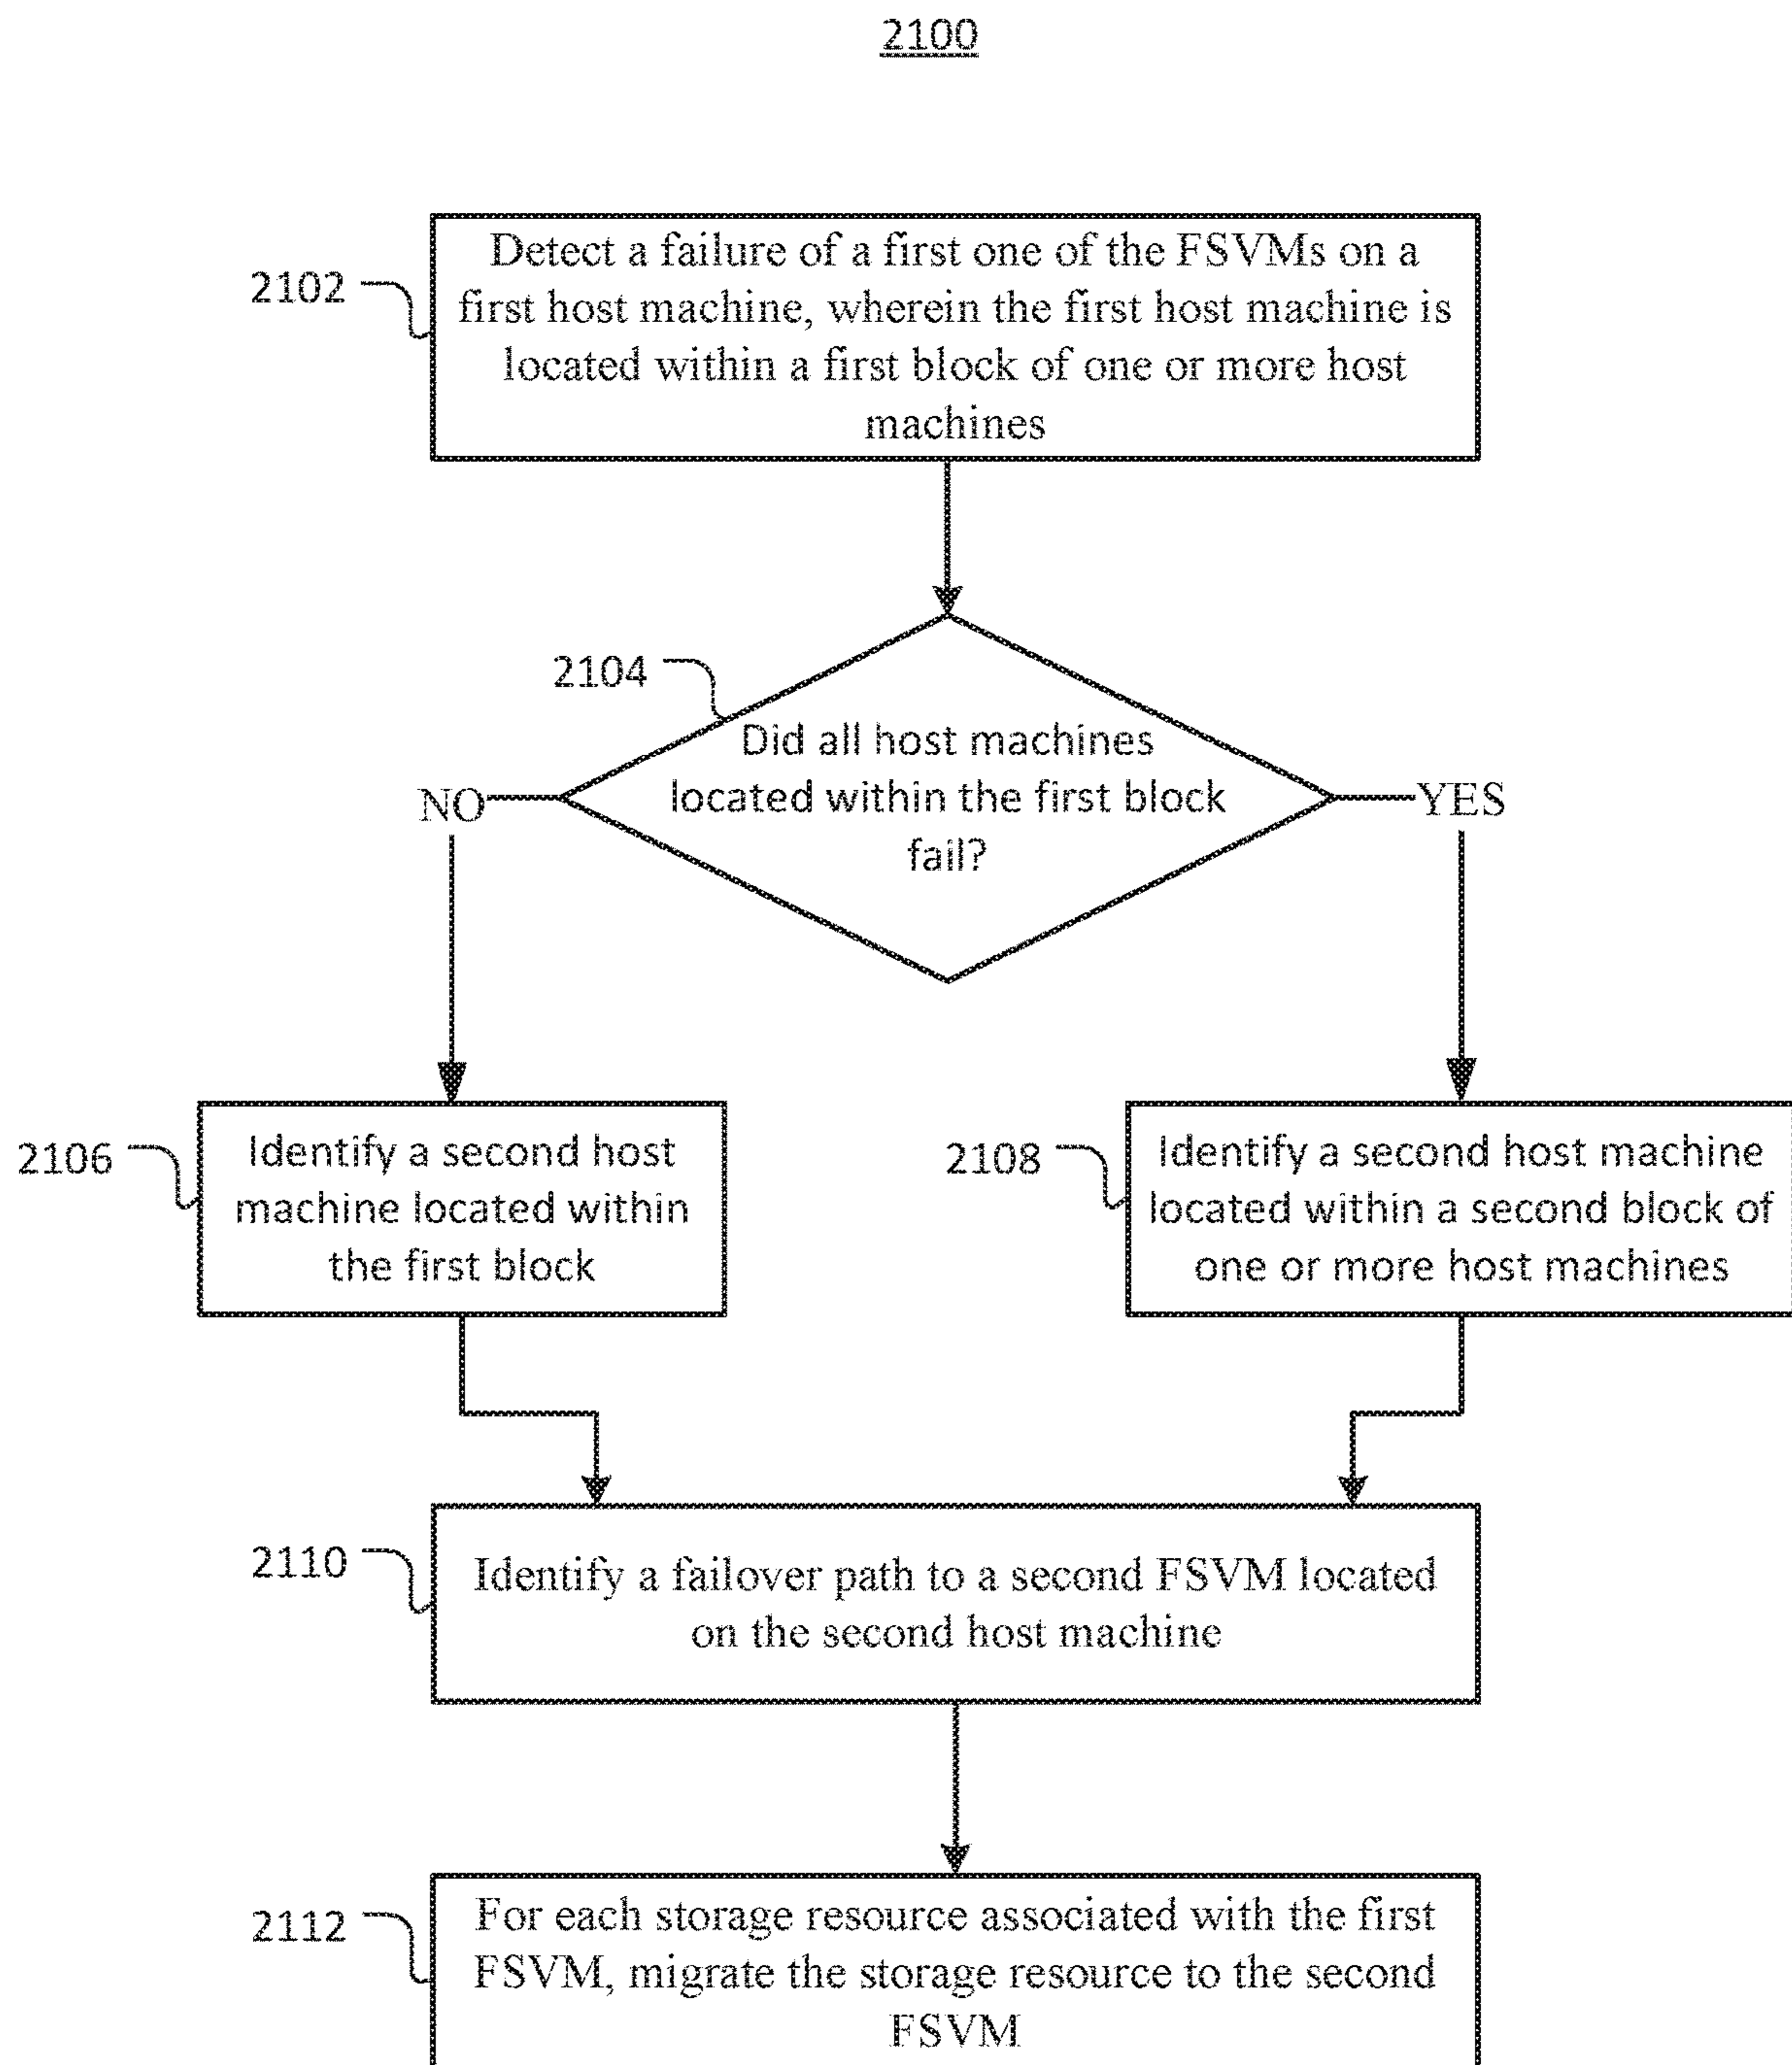 2100
2102
Detect a failure of a first one of the FSVMs on a
first host machine, wherein the first host machine is
located within a first block of one or more host
machines
2104
Did all host machines
located within the first block
fail?
NO
YES
2106
Identify a second host
machine located within
the first block
2108
Identify a second host machine
located within a second block of
one or more host machines
2110
Identify a failover path to a second FSVM located
on the second host machine
2112
For each storage resource associated with the first
FSVM, migrate the storage resource to the second
FSVM